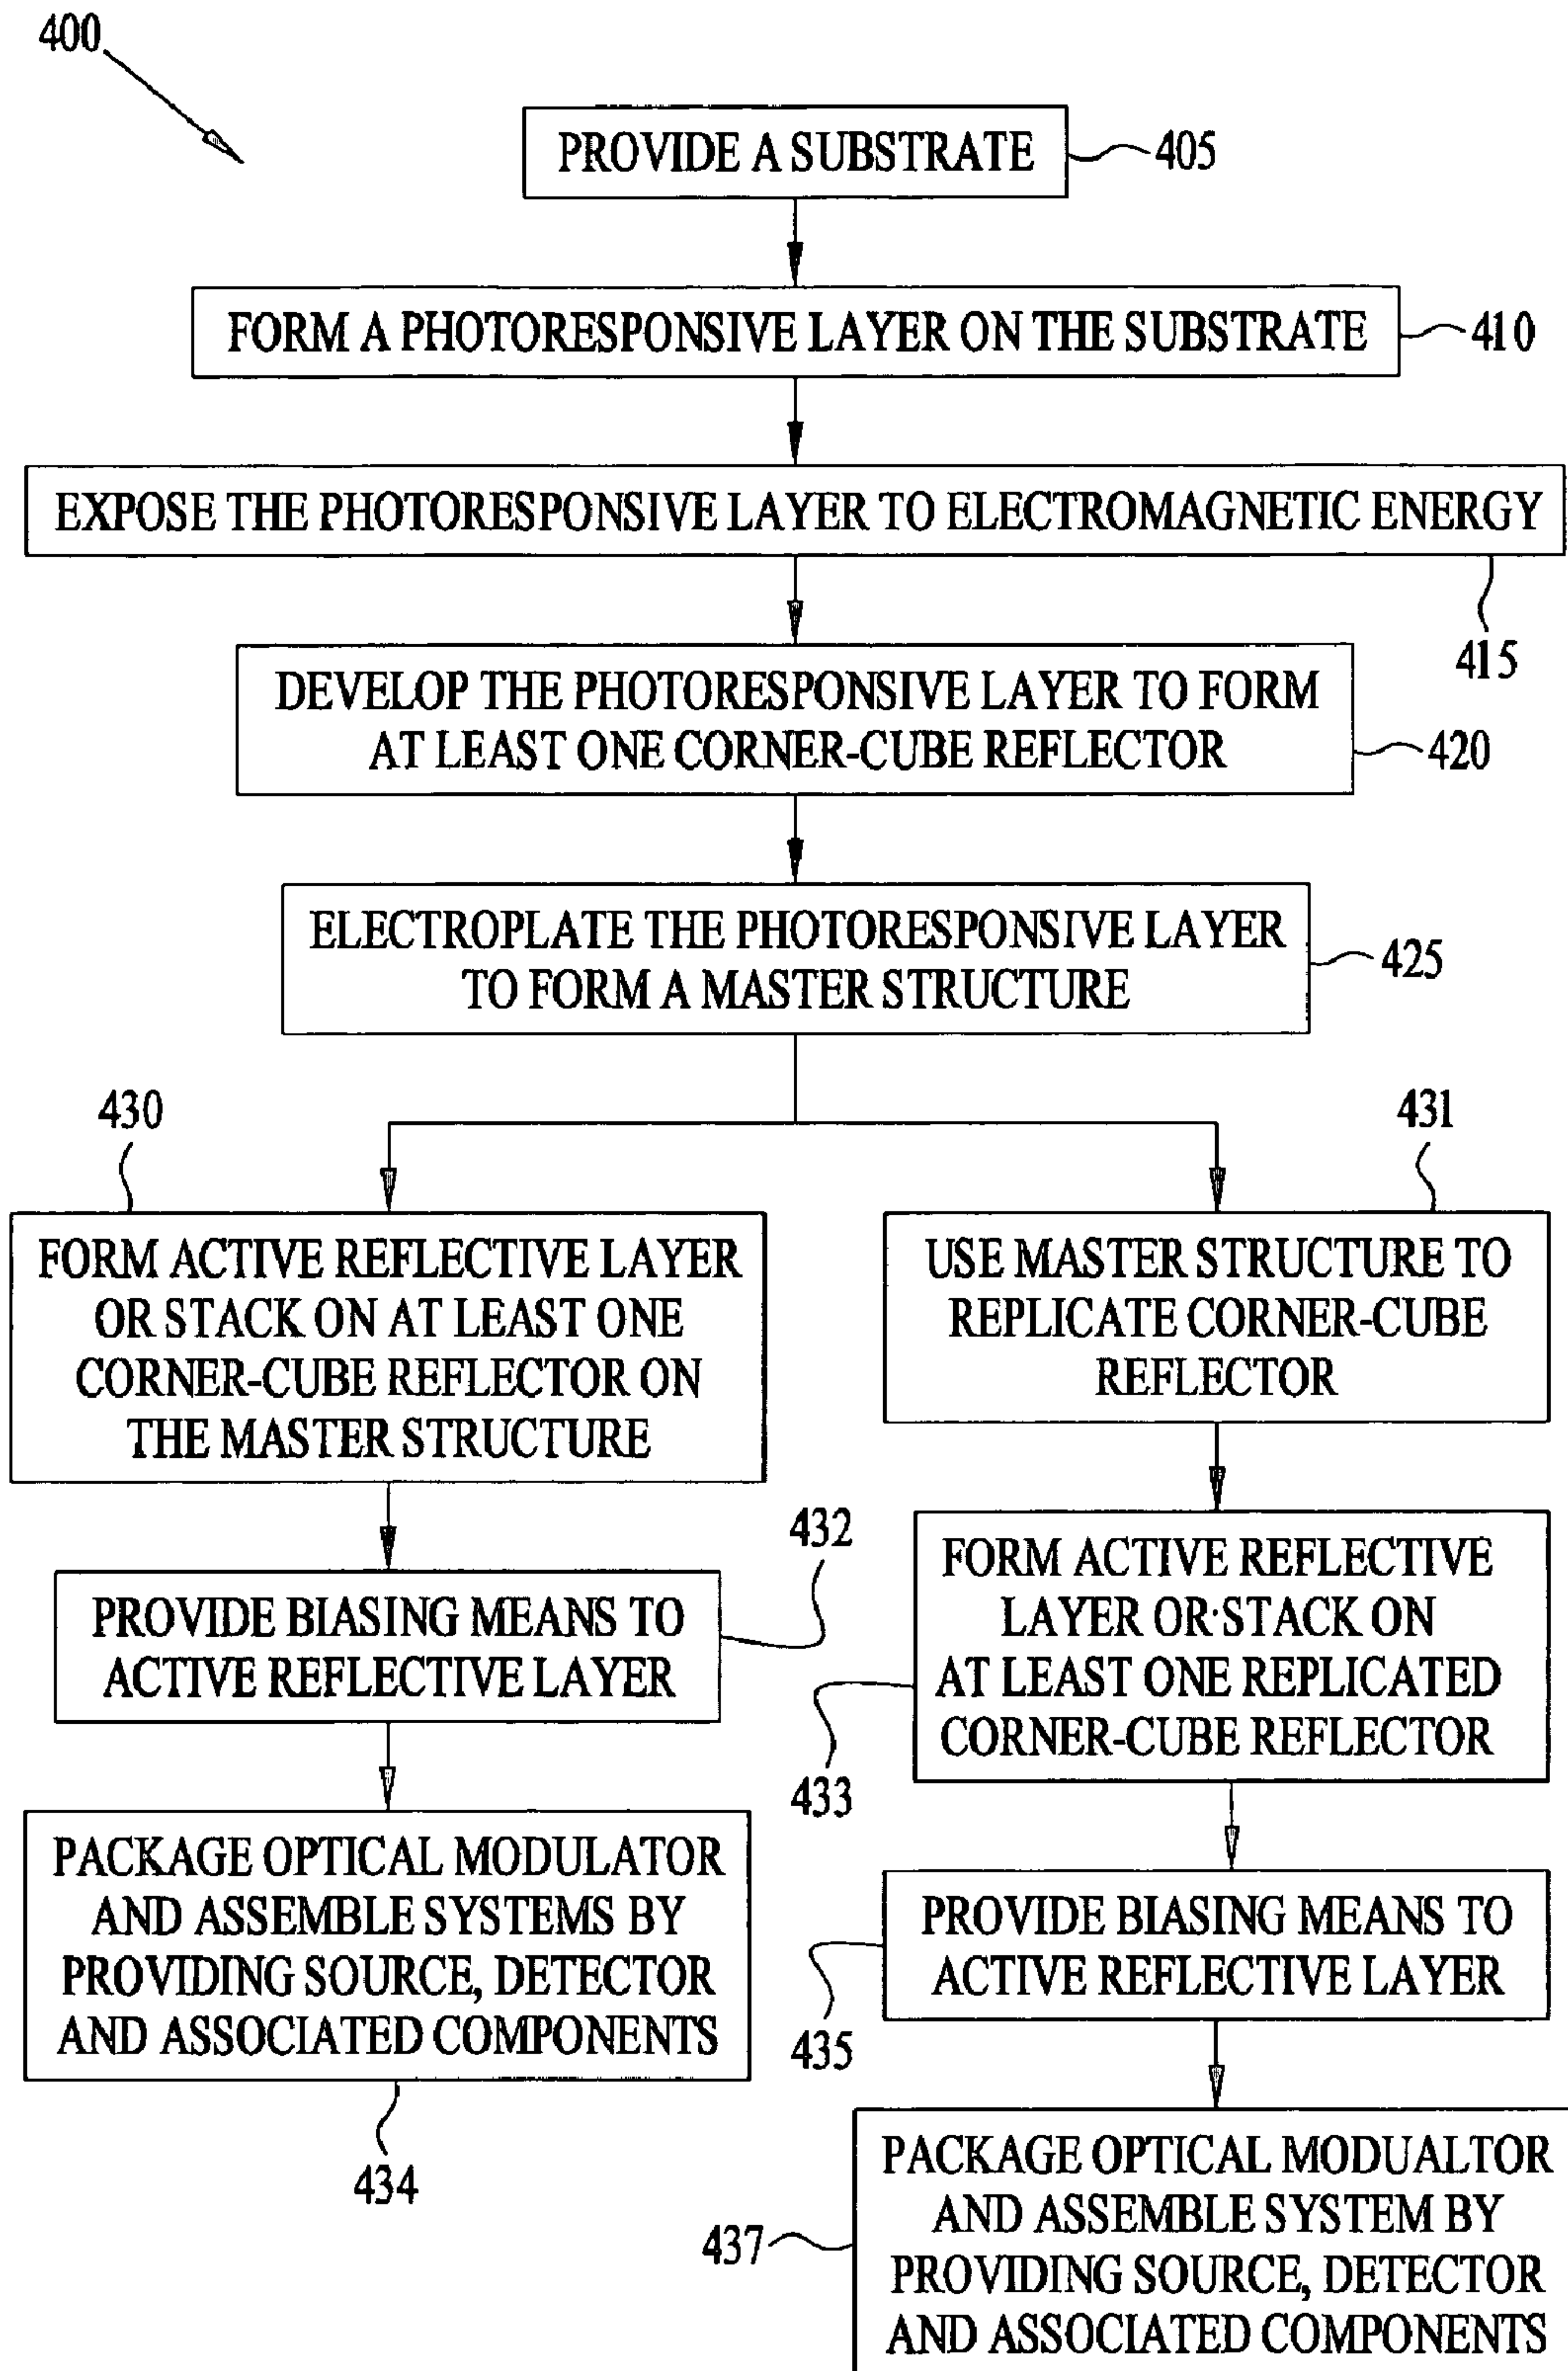 400
PROVIDE A SUBSTRATE
405
FORM A PHOTORESPONSIVE LAYER ON THE SUBSTRATE
410
EXPOSE THE PHOTORESPONSIVE LAYER TO ELECTROMAGNETIC ENERGY
415
DEVELOP THE PHOTORESPONSIVE LAYER TO FORM
AT LEAST ONE CORNER-CUBE REFLECTOR
420
ELECTROPLATE THE PHOTORESPONSIVE LAYER
TO FORM A MASTER STRUCTURE
425
430
FORM ACTIVE REFLECTIVE LAYER
OR STACK ON AT LEAST ONE
CORNER-CUBE REFLECTOR ON
THE MASTER STRUCTURE
432
PROVIDE BIASING MEANS TO
ACTIVE REFLECTIVE LAYER
PACKAGE OPTICAL MODULATOR
AND ASSEMBLE SYSTEMS BY
PROVIDING SOURCE, DETECTOR
AND ASSOCIATED COMPONENTS
434
431
USE MASTER STRUCTURE TO
REPLICATE CORNER-CUBE
REFLECTOR
FORM ACTIVE REFLECTIVE
LAYER OR STACK ON
AT LEAST ONE REPLICATED
CORNER-CUBE REFLECTOR
433
PROVIDE BIASING MEANS TO
ACTIVE REFLECTIVE LAYER
435
PACKAGE OPTICAL MODUALTOR
AND ASSEMBLE SYSTEM BY
PROVIDING SOURCE, DETECTOR
AND ASSOCIATED COMPONENTS
437